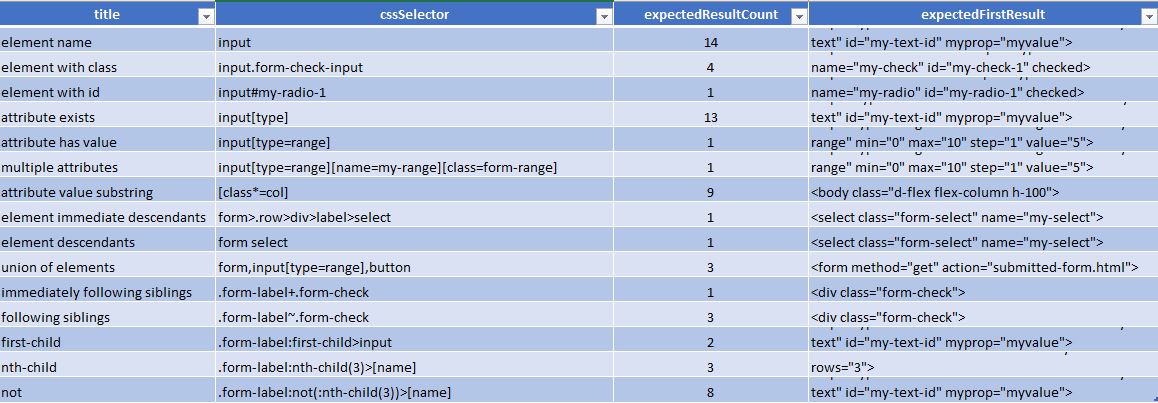 title cssSelector expectedResultCount expectedFirstResult
element name input 14 text" id="my-text-id" myprop="myvalue">
element with class input.form-check-input 4 name="my-check" id="my-check-1" checked>
element with id input#my-radio-1 1 name="my-radio" id="my-radio-1" checked>
attribute exists input[type] 13 text" id="my-text-id" myprop="myvalue">
attribute has value input[type=range] 1 range" min="0" max="10" step="1" value="5">
multiple attributes input[type=range][name=my-range][class=form-range] 1 range" min="0" max="10" step="1" value="5">
attribute value substring [class*=col] 9 <body class="d-flex flex-column h-100">
element immediate descendants form>.row>div>label>select 1 <select class="form-select" name="my-select">
element descendants form select 1 <select class="form-select" name="my-select">
union of elements form,input[type=range],button 3 <form method="get" action="submitted-form.html">
immediately following siblings .form-label+.form-check 1 <div class="form-check">
following siblings .form-label~.form-check 3 <div class="form-check">
first-child .form-label:first-child>input 2 text" id="my-text-id" myprop="myvalue">
nth-child .form-label:nth-child(3)>[name] 3 rows="3">
not .form-label:not(:nth-child(3))>[name] 8 text" id="my-text-id" myprop="myvalue">